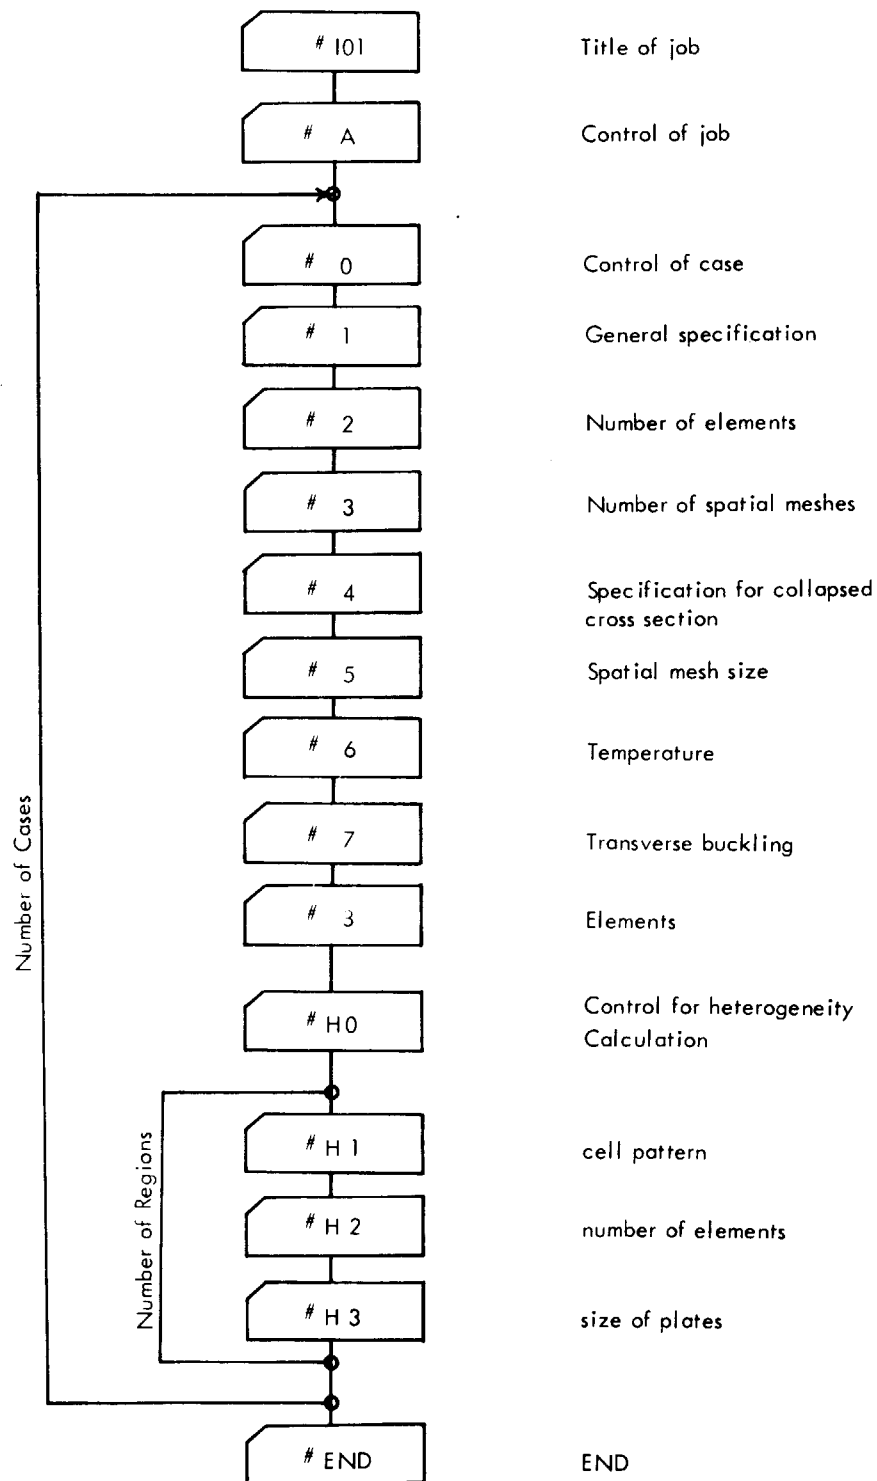 # 101
Title of job
# A
Control of job
# 0
Control of case
# 1
General specification
# 2
Number of elements
# 3
Number of spatial meshes
# 4
Specification for collapsed
cross section
# 5
Spatial mesh size
# 6
Temperature
# 7
Transverse buckling
# 3
Elements
# H0
Control for heterogeneity
Calculation
# H 1
cell pattern
# H 2
number of elements
# H 3
size of plates
# END
END
Number of Cases
Number of Regions